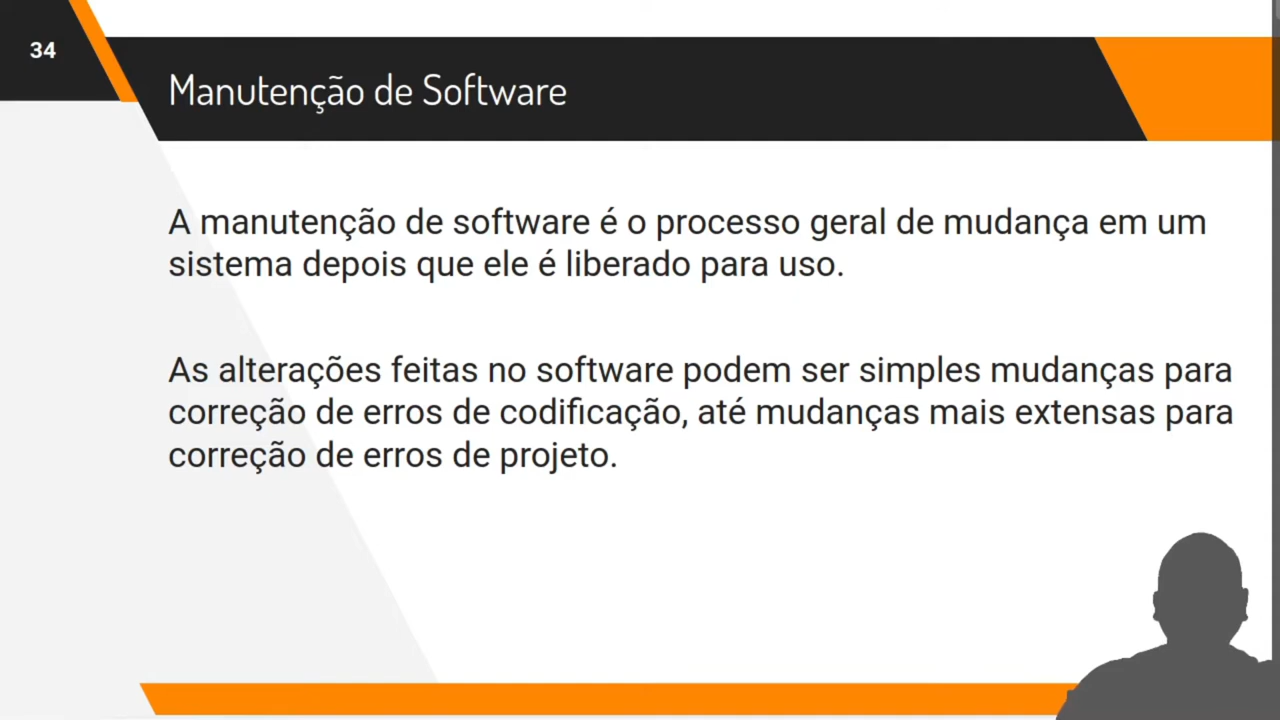 34
Manutenção de Software
A manutenção de software é o processo geral de mudança em um
sistema depois que ele é liberado para uso.
As alterações feitas no software podem ser simples mudanças para
correção de erros de codificação, até mudanças mais extensas para
correção de erros de projeto.